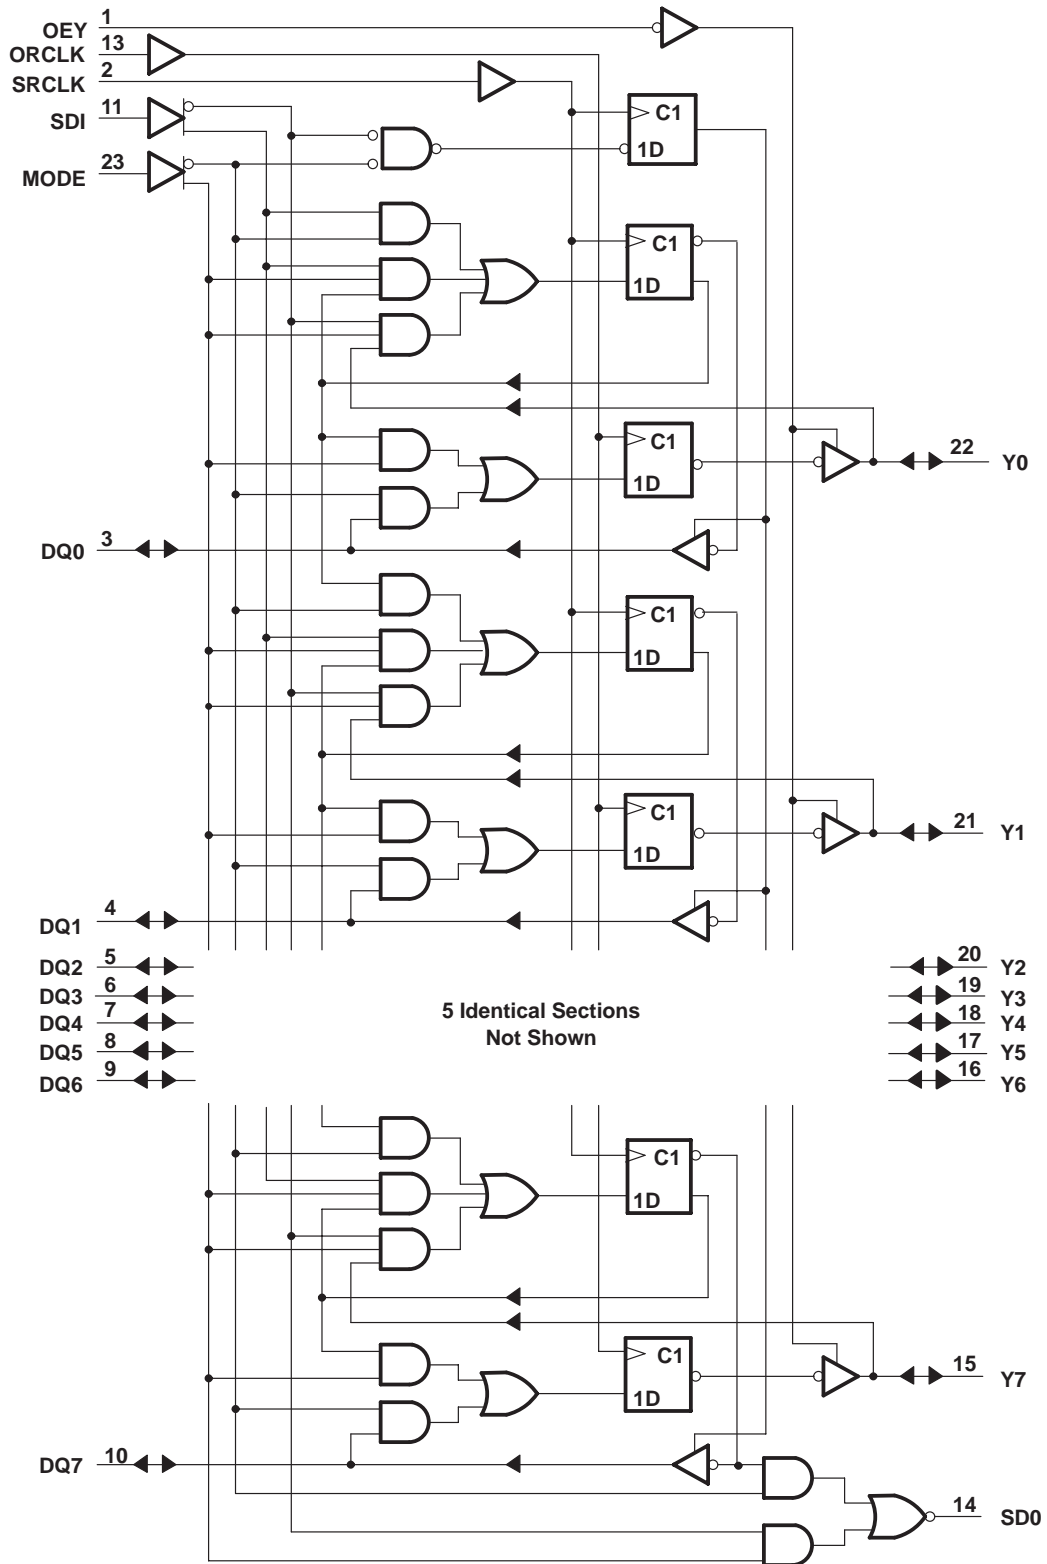 OEY 1
ORCLK 13
SRCLK 2
SDI 11
MODE 23
C1
1D
C1
1D
C1
1D
22 Y0
DQ0 3
C1
1D
C1
1D
21 Y1
DQ1 4
DQ2 5
DQ3 6
DQ4 7
DQ5 8
DQ6 9
5 Identical Sections
Not Shown
20 Y2
19 Y3
18 Y4
17 Y5
16 Y6
C1
1D
C1
1D
15 Y7
DQ7 10
14 SD0